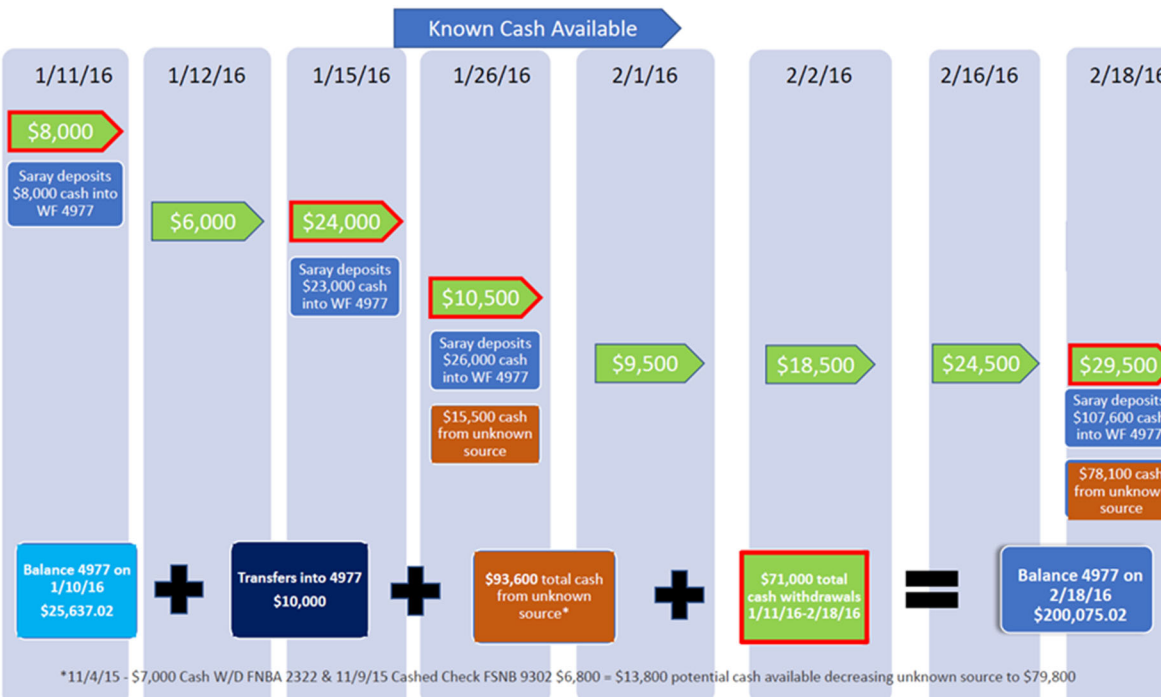 Known Cash Available
1/11/16
1/12/16
1/15/16
1/26/16
2/1/16
2/2/16
2/16/16
2/18/16
$8,000
Saray deposits
$8,000 cash into
WF 4977
$6,000
$24,000
Saray deposits
$23,000 cash
into WF 4977
$10,500
Saray deposits
$26,000 cash
into WF 4977
$15,500 cash
from unknown
source
$9,500
$18,500
$24,500
$29,500
Saray deposits
$107,600 cash
into WF 4977
$78,100 cash
from unknown
source
Balance 4977 on
1/10/16
$25,637.02
+
Transfers into 4977
$10,000
+
$93,600 total cash
from unknown
source*
+
$71,000 total
cash withdrawals
1/11/16-2/18/16
=
Balance 4977 on
2/18/16
$200,075.02
*11/4/15 - $7,000 Cash W/D FNBA 2322 & 11/9/15 Cashed Check FSNB 9302 $6,800 = $13,800 potential cash available decreasing unknown source to $79,800